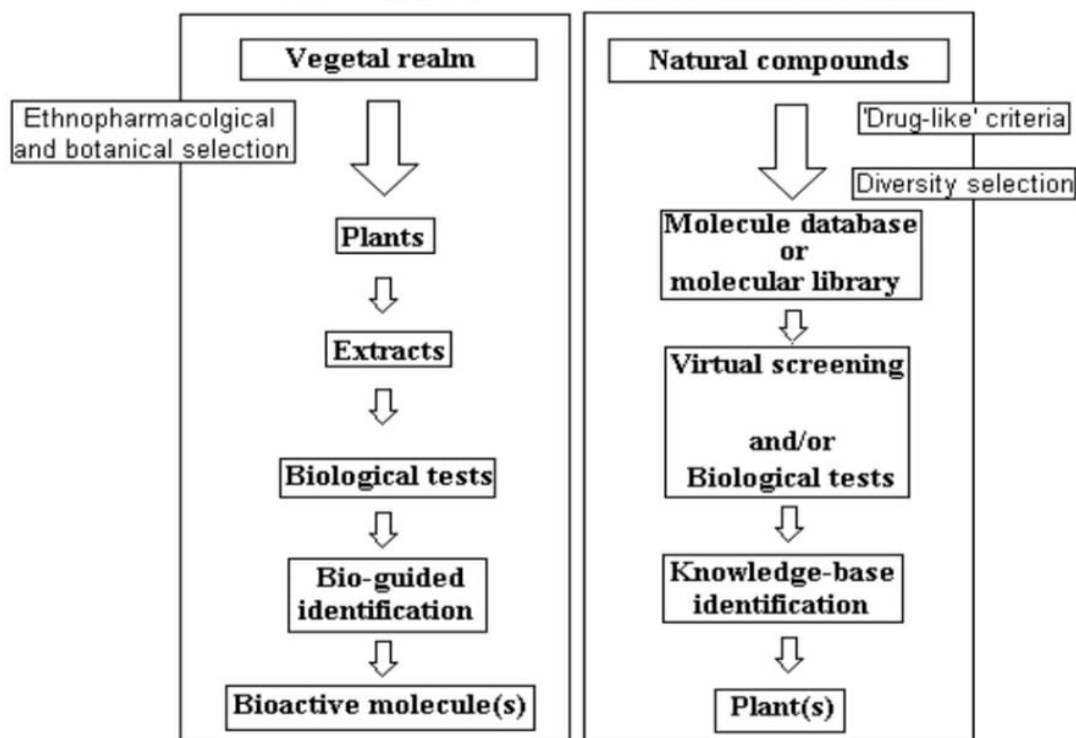 Vegetal realm
Ethnopharmacolgical
and botanical selection
Plants
Extracts
Biological tests
Bio-guided
identification
Bioactive molecule(s)
Natural compounds
'Drug-like' criteria
Diversity selection
Molecule database
or
molecular library
Virtual screening
and/or
Biological tests
Knowledge-base
identification
Plant(s)